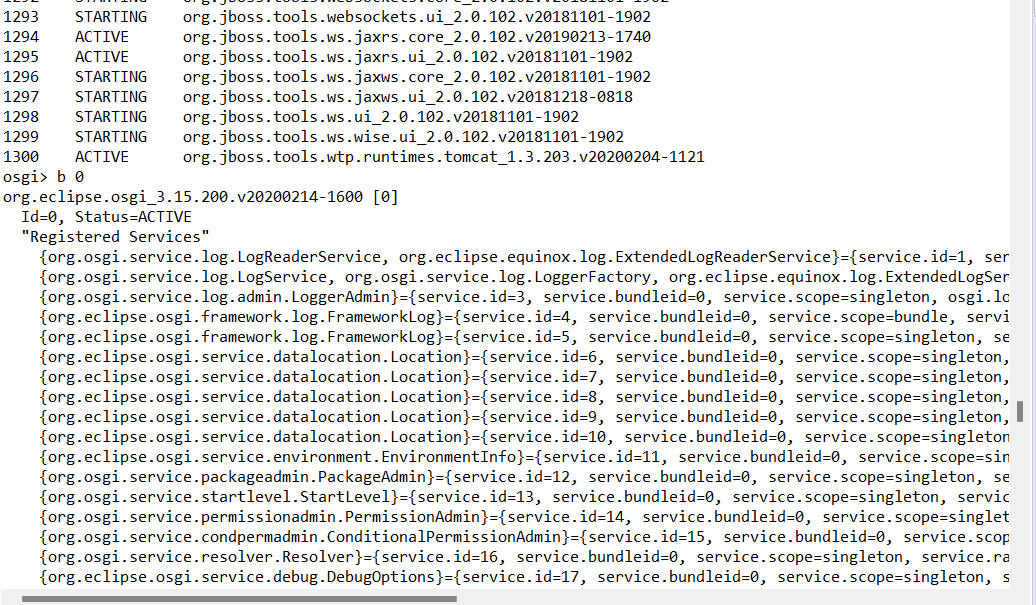 1292    STARTING    org.jboss.tools.websockets.core_2.0.102.v20181101-1902
1293    STARTING    org.jboss.tools.websockets.ui_2.0.102.v20181101-1902
1294    ACTIVE      org.jboss.tools.ws.jaxrs.core_2.0.102.v20190213-1740
1295    ACTIVE      org.jboss.tools.ws.jaxrs.ui_2.0.102.v20181101-1902
1296    STARTING    org.jboss.tools.ws.jaxws.core_2.0.102.v20181101-1902
1297    STARTING    org.jboss.tools.ws.jaxws.ui_2.0.102.v20181218-0818
1298    STARTING    org.jboss.tools.ws.ui_2.0.102.v20181101-1902
1299    STARTING    org.jboss.tools.ws.wise.ui_2.0.102.v20181101-1902
1300    ACTIVE      org.jboss.tools.wtp.runtimes.tomcat_1.3.203.v20200204-1121
osgi> b 0
org.eclipse.osgi_3.15.200.v20200214-1600 [0]
  Id=0, Status=ACTIVE
  "Registered Services"
    {org.osgi.service.log.LogReaderService, org.eclipse.equinox.log.ExtendedLogReaderService}={service.id=1, ser
    {org.osgi.service.log.LogService, org.osgi.service.log.LoggerFactory, org.eclipse.equinox.log.ExtendedLogSer
    {org.osgi.service.log.admin.LoggerAdmin}={service.id=3, service.bundleid=0, service.scope=singleton, osgi.lo
    {org.eclipse.osgi.framework.log.FrameworkLog}={service.id=4, service.bundleid=0, service.scope=bundle, servi
    {org.eclipse.osgi.framework.log.FrameworkLog}={service.id=5, service.bundleid=0, service.scope=singleton, se
    {org.eclipse.osgi.service.datalocation.Location}={service.id=6, service.bundleid=0, service.scope=singleton,
    {org.eclipse.osgi.service.datalocation.Location}={service.id=7, service.bundleid=0, service.scope=singleton,
    {org.eclipse.osgi.service.datalocation.Location}={service.id=8, service.bundleid=0, service.scope=singleton,
    {org.eclipse.osgi.service.datalocation.Location}={service.id=9, service.bundleid=0, service.scope=singleton,
    {org.eclipse.osgi.service.datalocation.Location}={service.id=10, service.bundleid=0, service.scope=singleton
    {org.eclipse.osgi.service.environment.EnvironmentInfo}={service.id=11, service.bundleid=0, service.scope=sin
    {org.osgi.service.packageadmin.PackageAdmin}={service.id=12, service.bundleid=0, service.scope=singleton, se
    {org.osgi.service.startlevel.StartLevel}={service.id=13, service.bundleid=0, service.scope=singleton, servic
    {org.osgi.service.permissionadmin.PermissionAdmin}={service.id=14, service.bundleid=0, service.scope=singlet
    {org.osgi.service.condpermadmin.ConditionalPermissionAdmin}={service.id=15, service.bundleid=0, service.scop
    {org.osgi.service.resolver.Resolver}={service.id=16, service.bundleid=0, service.scope=singleton, service.ra
    {org.eclipse.osgi.service.debug.DebugOptions}={service.id=17, service.bundleid=0, service.scope=singleton, s